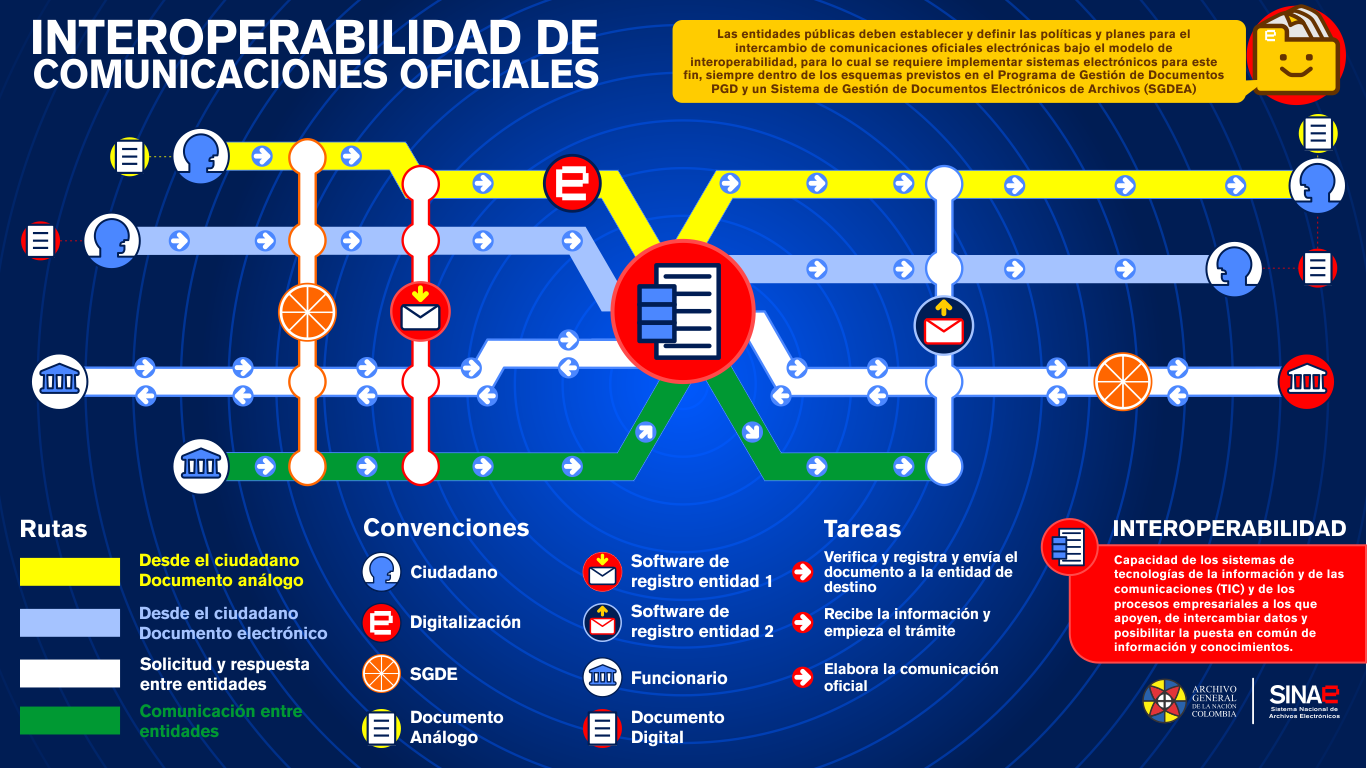 INTEROPERABILIDAD DE
COMUNICACIONES OFICIALES
Las entidades públicas deben establecer y definir las políticas y planes para el
intercambio de comunicaciones oficiales electrónicas bajo el modelo de
interoperabilidad, para lo cual se requiere implementar sistemas electrónicos para este
fin, siempre dentro de los esquemas previstos en el Programa de Gestión de Documentos
PGD y un Sistema de Gestión de Documentos Electrónicos de Archivos (SGDEA)
Rutas
Desde el ciudadano
Documento análogo
Desde el ciudadano
Documento electrónico
Solicitud y respuesta
entre entidades
Comunicación entre
entidades
Convenciones
Ciudadano
Digitalización
SGDE
Documento
Análogo
Software de
registro entidad 1
Software de
registro entidad 2
Funcionario
Documento
Digital
Tareas
Verifica y registra y envía el
documento a la entidad de
destino
Recibe la información y
empieza el trámite
Elabora la comunicación
oficial
INTEROPERABILIDAD
Capacidad de los sistemas de
tecnologías de la información y de las
comunicaciones (TIC) y de los
procesos empresariales a los que
apoyen, de intercambiar datos y
posibilitar la puesta en común de
información y conocimientos.
ARCHIVO
GENERAL
DE LA NACIÓN
COLOMBIA
SINAe
Sistema Nacional de
Archivos Electrónicos